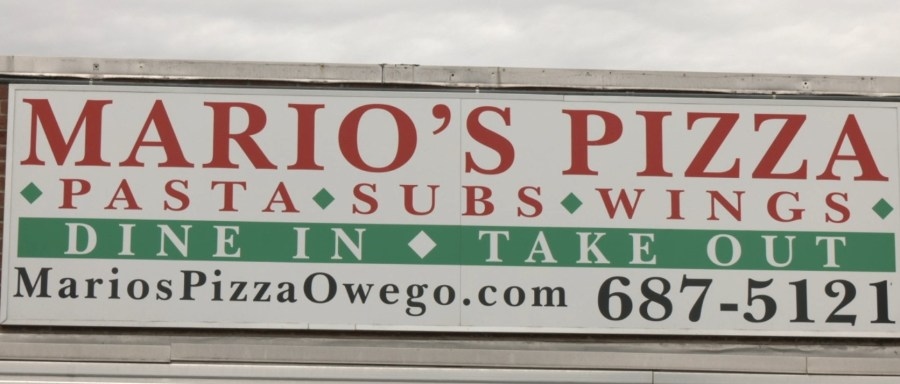 MARIO'S PIZZA
PASTA SUBS WINGS
DINE IN TAKE OUT
MariosPizzaOwego.com 687-5121